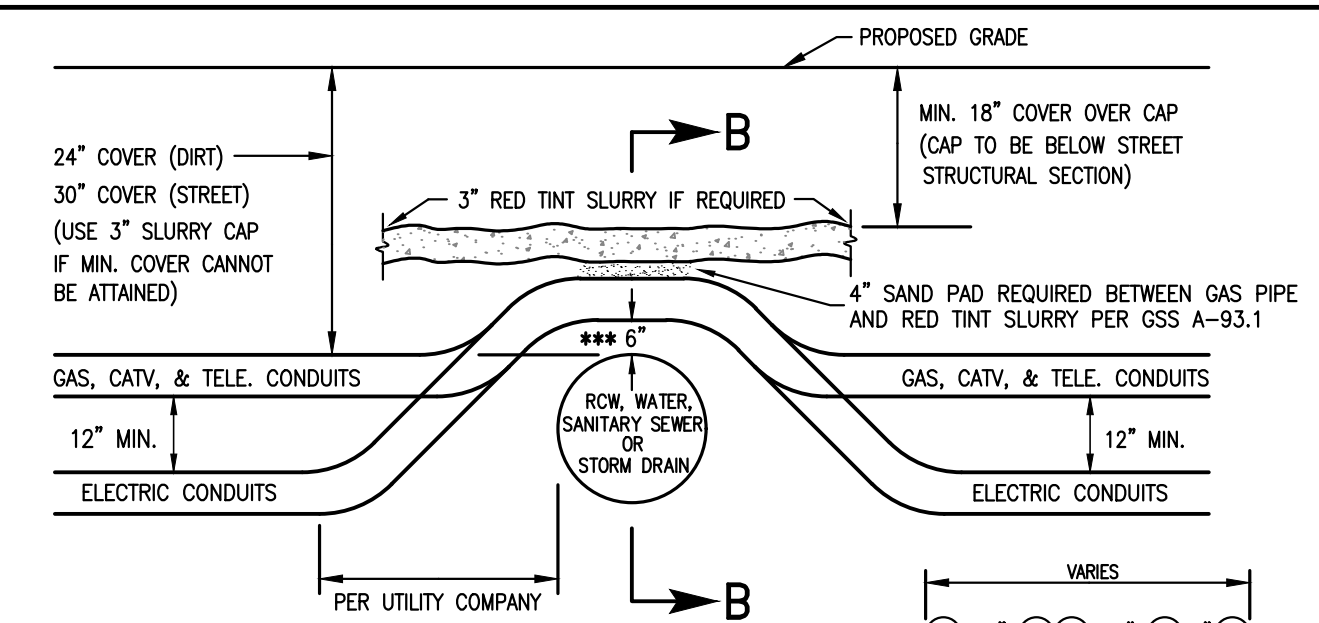 PROPOSED GRADE
24” COVER (DIRT)
30” COVER (STREET)
(USE 3” SLURRY CAP
IF MIN. COVER CANNOT
BE ATTAINED)
B
MIN. 18” COVER OVER CAP
(CAP TO BE BELOW STREET
STRUCTURAL SECTION)
3” RED TINT SLURRY IF REQUIRED
4” SAND PAD REQUIRED BETWEEN GAS PIPE
AND RED TINT SLURRY PER GSS A-93.1
*** 6”
GAS, CATV, & TELE. CONDUITS
GAS, CATV, & TELE. CONDUITS
RCW, WATER,
SANITARY SEWER
OR
STORM DRAIN
12” MIN.
12” MIN.
ELECTRIC CONDUITS
ELECTRIC CONDUITS
PER UTILITY COMPANY
B
VARIES